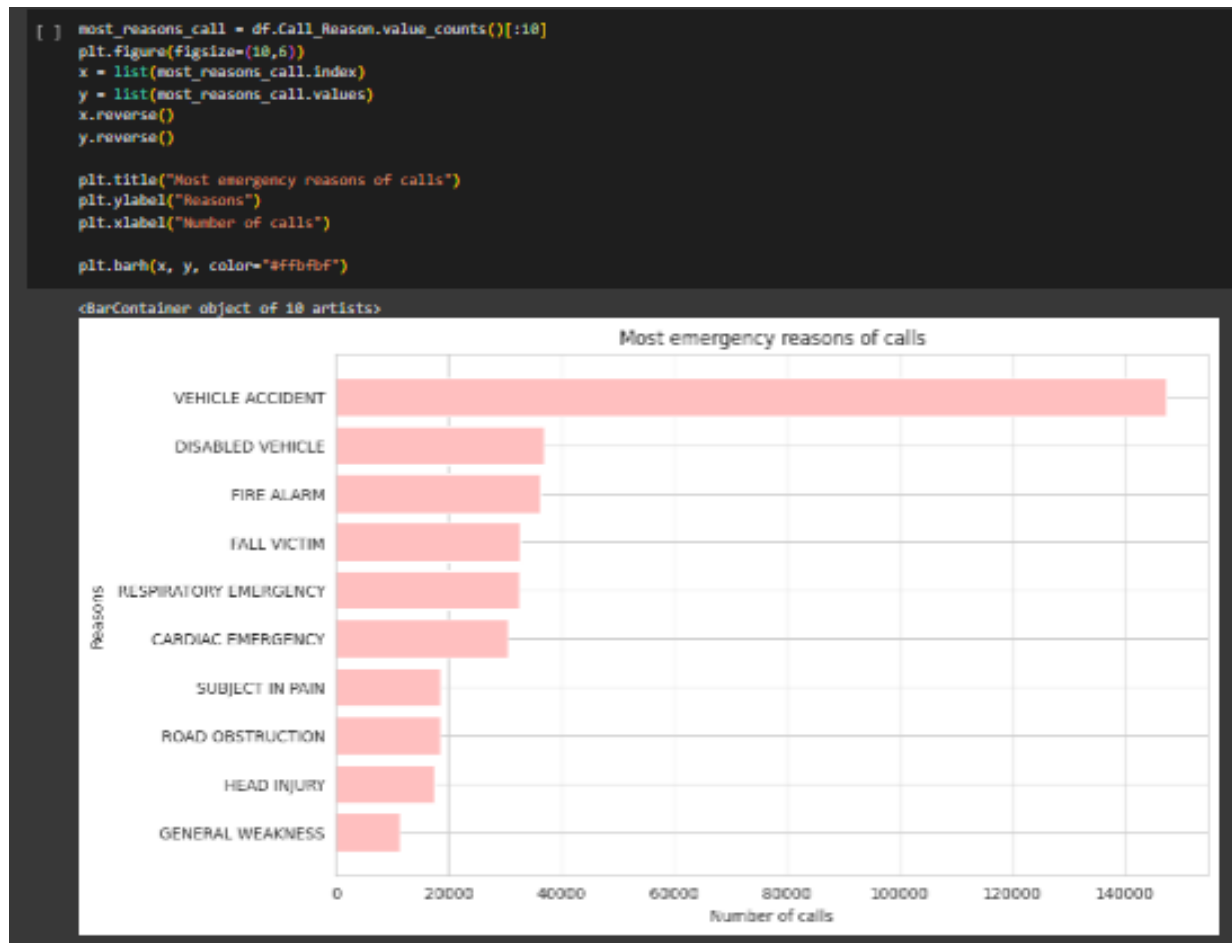 [ ] most_reasons_call = df.Call_Reason.value_counts()[:10]
plt.figure(figsize=(10,6))
x = list(most_reasons_call.index)
y = list(most_reasons_call.values)
x.reverse()
y.reverse()
plt.title("Most emergency reasons of calls")
plt.ylabel("Reasons")
plt.xlabel("Number of calls")
plt.barh(x, y, color="#ffbfbf")
<BarContainer object of 10 artists>
Most emergency reasons of calls
VEHICLE ACCIDENT
DISABLED VEHICLE
FIRE ALARM
FALL VICTIM
RESPIRATORY EMERGENCY
CARDIAC EMERGENCY
SUBJECT IN PAIN
ROAD OBSTRUCTION
HEAD INJURY
GENERAL WEAKNESS
Reasons
0 20000 40000 60000 80000 100000 120000 140000
Number of calls